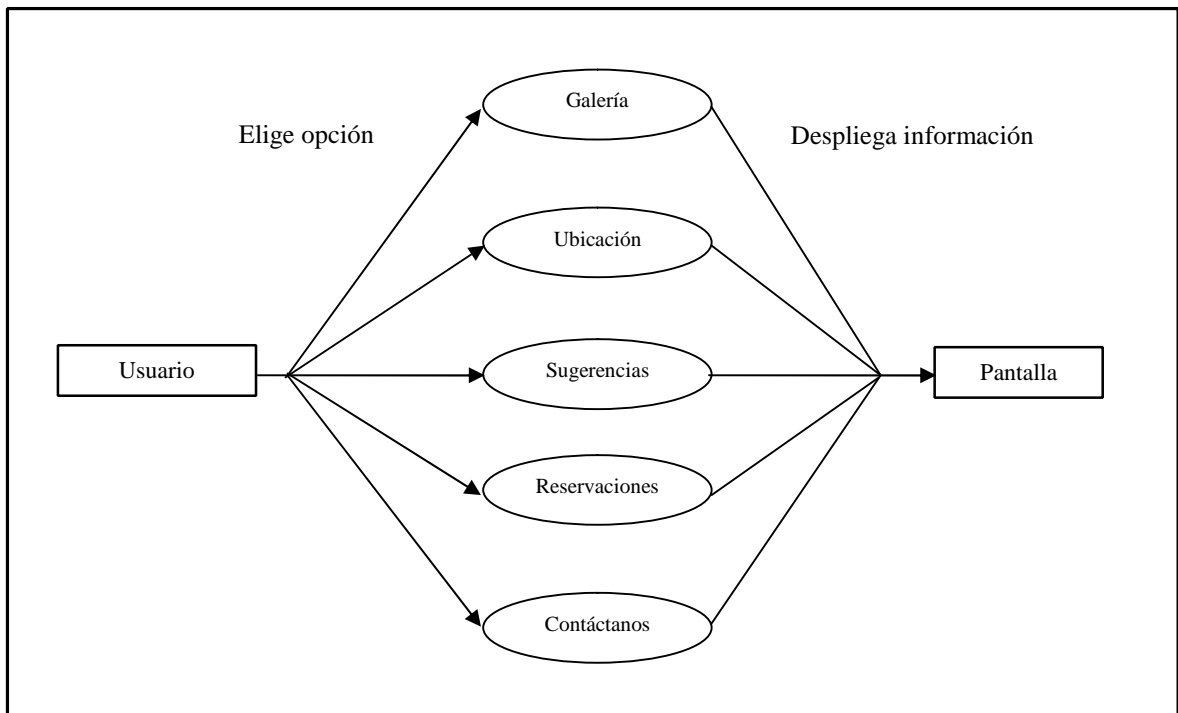 Galería
Elige opción
Despliega información
Ubicación
Usuario
Sugerencias
Pantalla
Reservaciones
Contáctanos